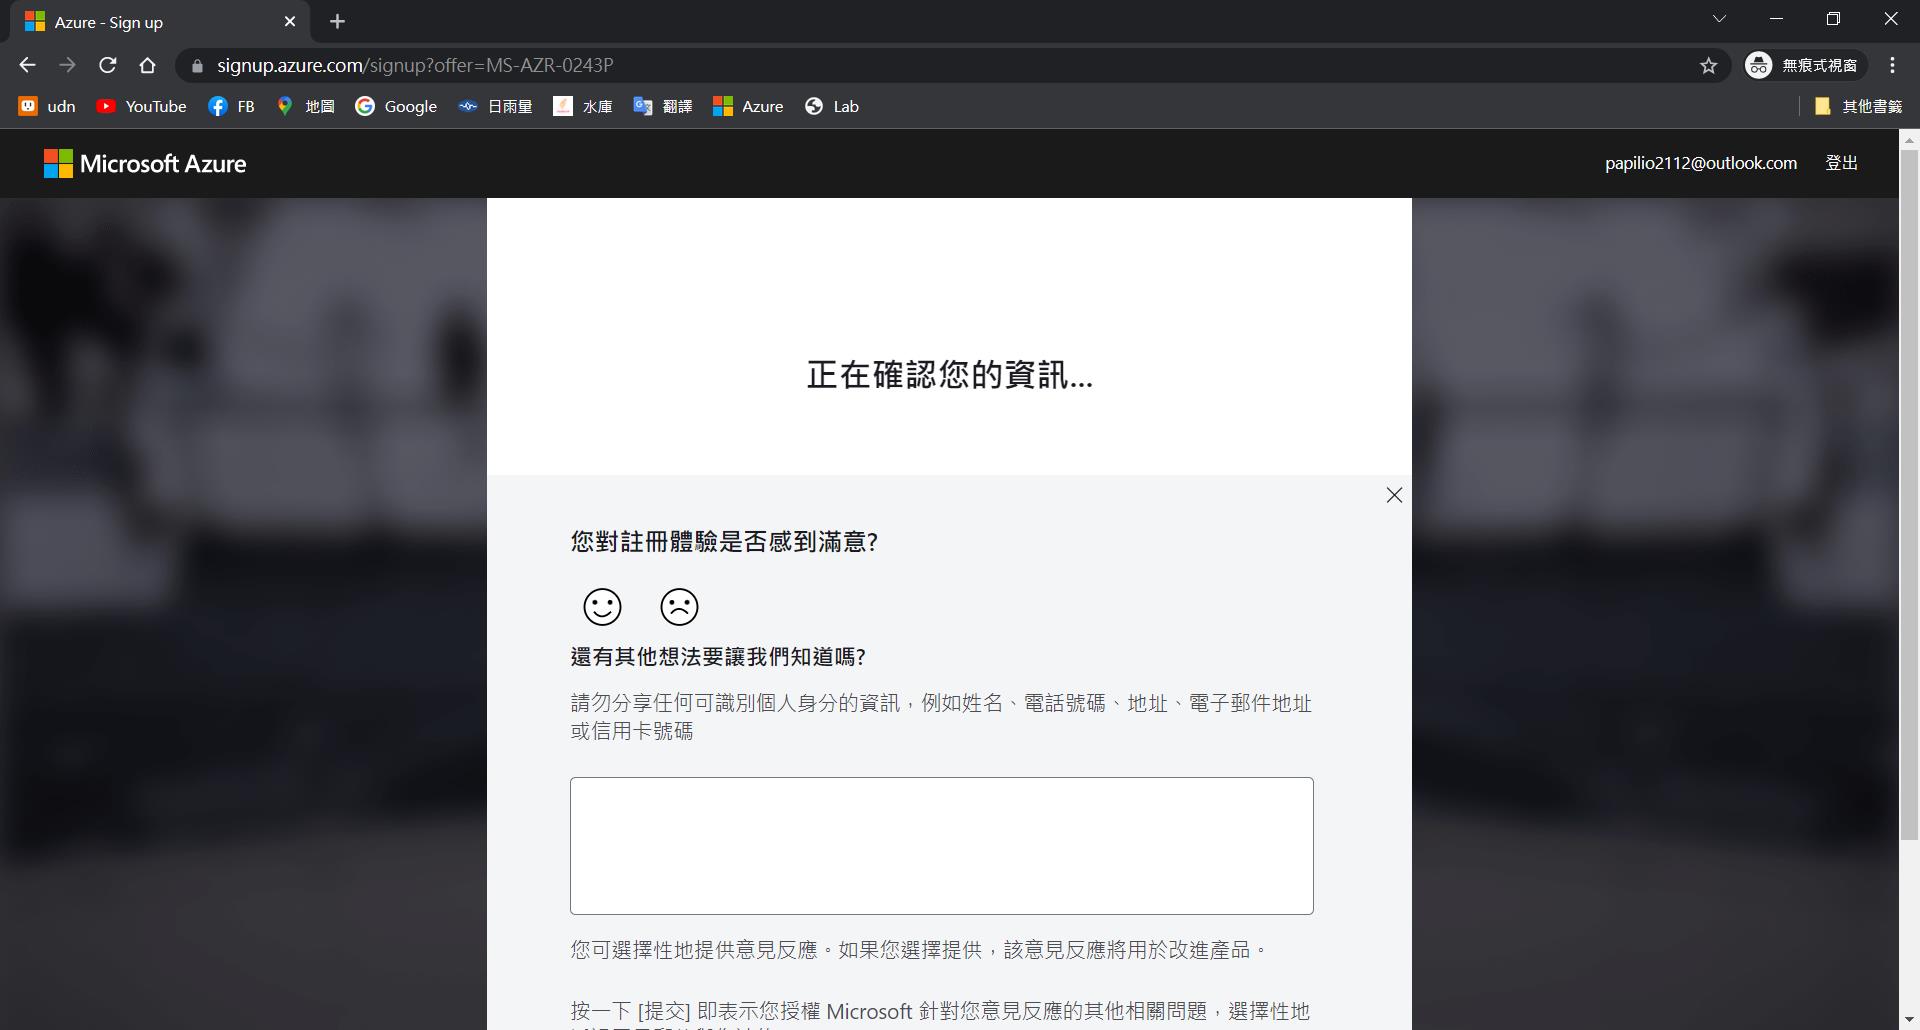 Azure - Sign up
signup.azure.com/signup?offer=MS-AZR-0243P
無痕式視窗
udn YouTube FB 地圖 Google 日雨量 水庫 翻譯 Azure Lab 其他書籤
Microsoft Azure
papilio2112@outlook.com 登出
正在確認您的資訊...
您對註冊體驗是否感到滿意?
還有其他想法要讓我們知道嗎?
請勿分享任何可識別個人身分的資訊，例如姓名、電話號碼、地址、電子郵件地址
或信用卡號碼
您可選擇性地提供意見反應。如果您選擇提供，該意見反應將用於改進產品。
按一下 [提交] 即表示您授權 Microsoft 針對您意見反應的其他相關問題，選擇性地